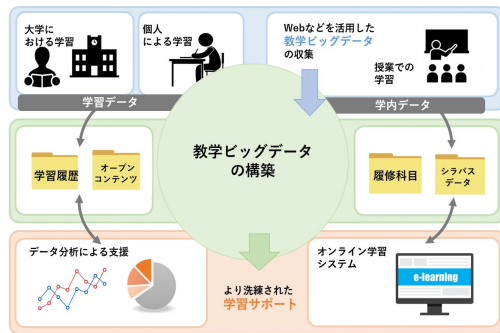 大学に
おける学習
個人
による学習
Webなどを活用した
教学ビッグデータ
の収集
授業での
学習
学習データ
学内データ
教学ビッグデータ
の構築
学習履歴
オープン
コンテンツ
履修科目
シラバス
データ
データ分析による支援
より洗練された
学習サポート
オンライン学習
システム
e-learning